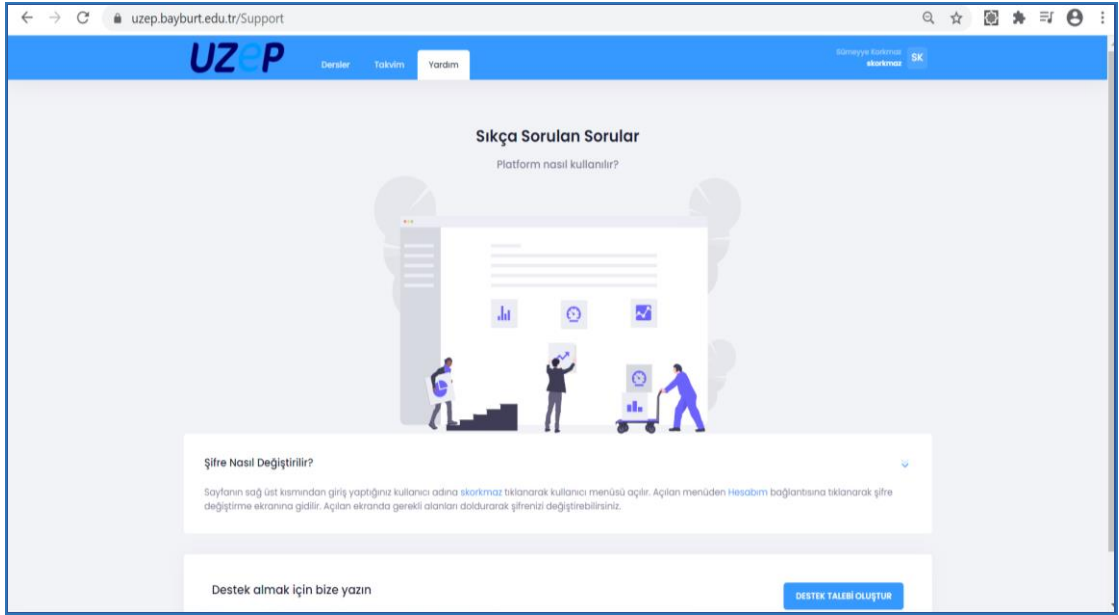 uzep.bayburt.edu.tr/Support
UZEP
Dersler Takvim Yardım
Sümeyye Korkmaz
skorkmaz
SK
Sıkça Sorulan Sorular
Platform nasıl kullanılır?
Şifre Nasıl Değiştirilir?
Sayfanın sağ üst kısmından giriş yaptığınız kullanıcı adına skorkmaz tıklanarak kullanıcı menüsü açılır. Açılan menüden Hesabım bağlantısına tıklanarak şifre
değiştirme ekranına gidilir. Açılan ekranda gerekli alanları doldurarak şifrenizi değiştirebilirsiniz.
Destek almak için bize yazın
DESTEK TALEBİ OLUŞTUR